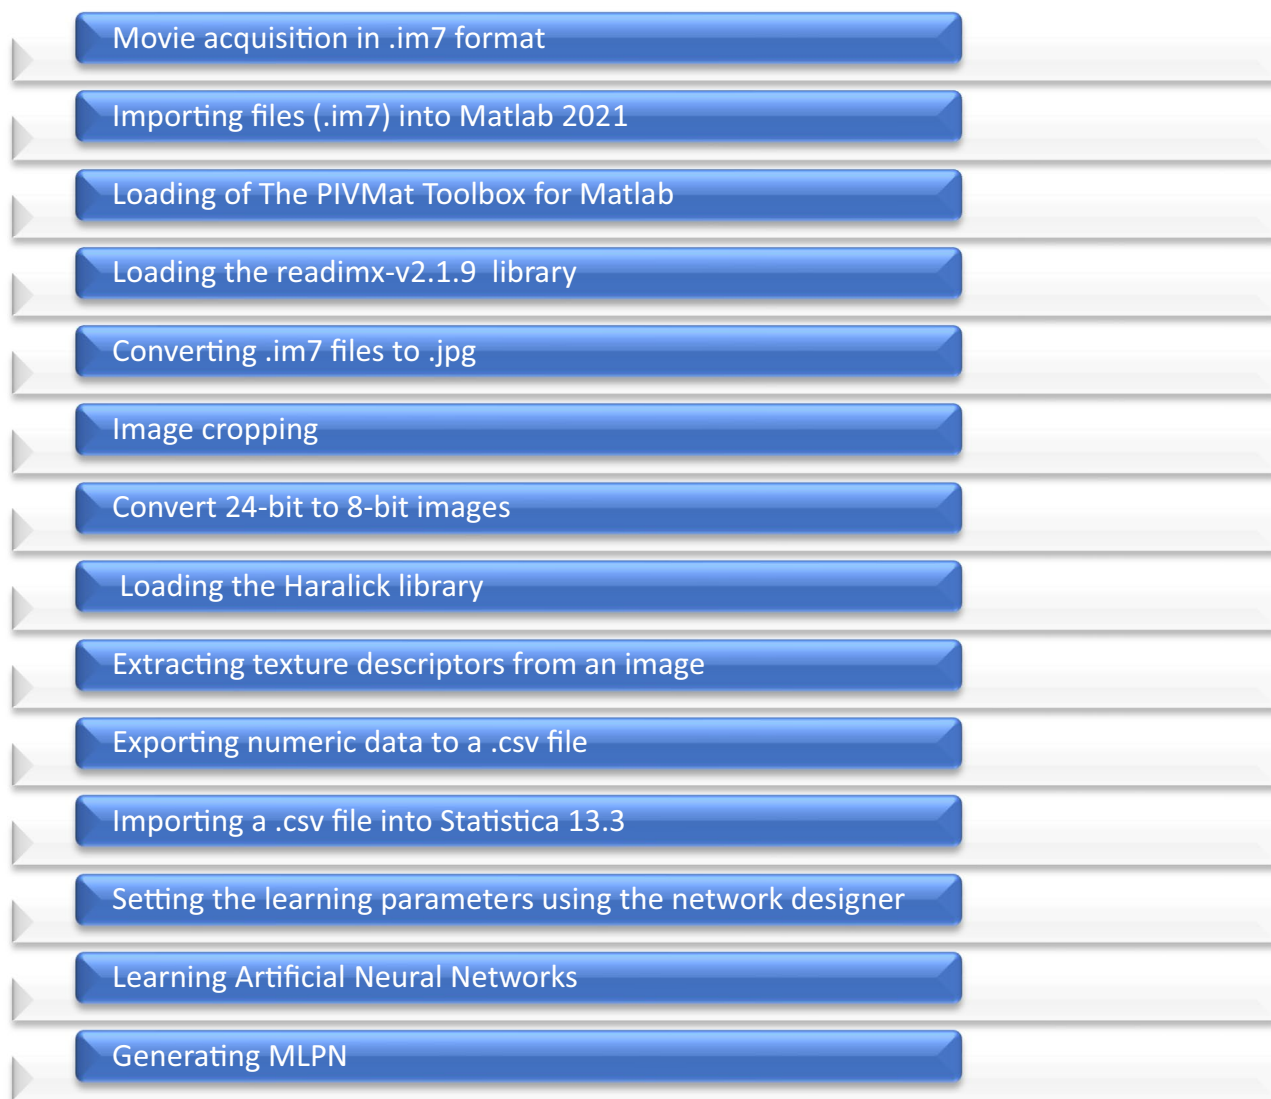 Movie acquisition in .im7 format
Importing files (.im7) into Matlab 2021
Loading of The PIVMat Toolbox for Matlab
Loading the readimx-v2.1.9  library
Converting .im7 files to .jpg
Image cropping
Convert 24-bit to 8-bit images
Loading the Haralick library
Extracting texture descriptors from an image
Exporting numeric data to a .csv file
Importing a .csv file into Statistica 13.3
Setting the learning parameters using the network designer
Learning Artificial Neural Networks
Generating MLPN